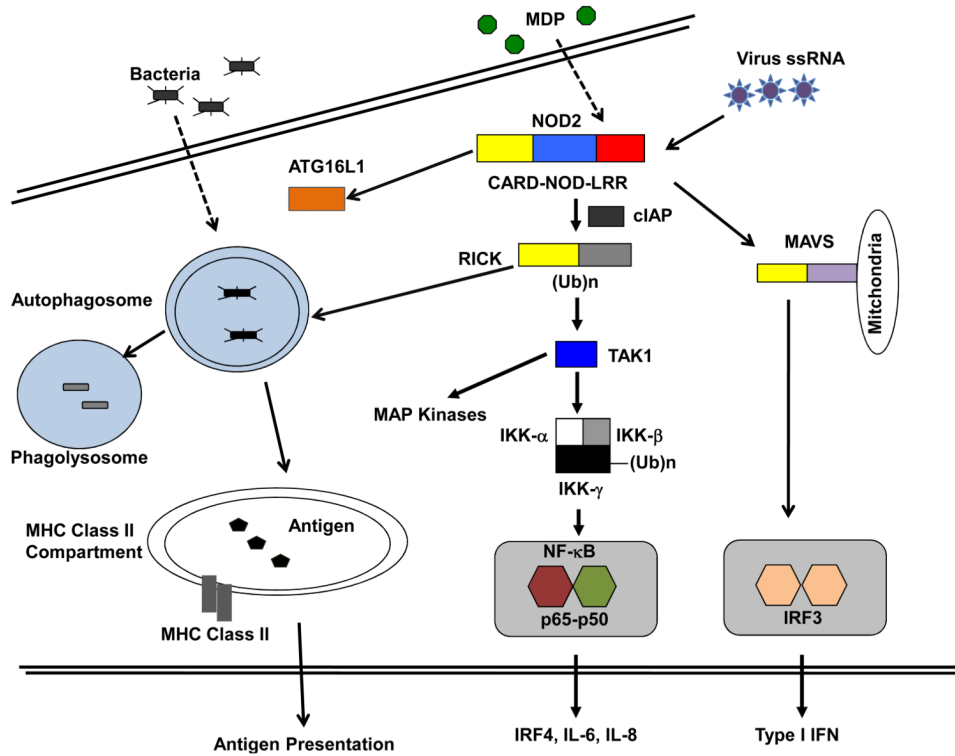 MDP
Bacteria
Virus ssRNA
NOD2
ATG16L1
CARD-NOD-LRR
cIAP
MAVS
RICK
(Ub)n
Mitchondria
Autophagosome
TAK1
MAP Kinases
IKK-α
IKK-β
Phagolysosome
(Ub)n
IKK-γ
Antigen
MHC Class II
Compartment
NF-κB
p65-p50
IRF3
MHC Class II
IRF4, IL-6, IL-8
Type I IFN
Antigen Presentation